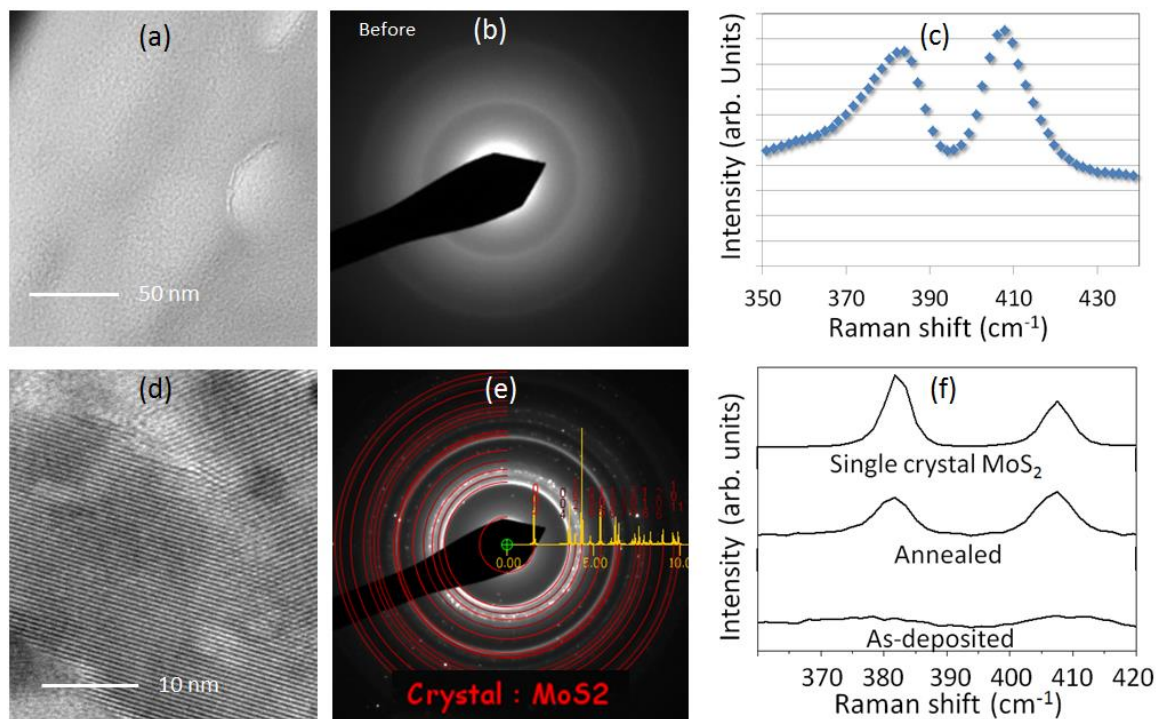 (a)
50 nm
Before
(b)
(c)
Intensity (arb. Units)
350 370 390 410 430
Raman shift (cm⁻¹)
(d)
10 nm
(e)
004
0.00 5.00 10.0
Crystal : MoS2
(f)
Intensity (arb. units)
Single crystal MoS₂
Annealed
As-deposited
370 380 390 400 410 420
Raman shift (cm⁻¹)